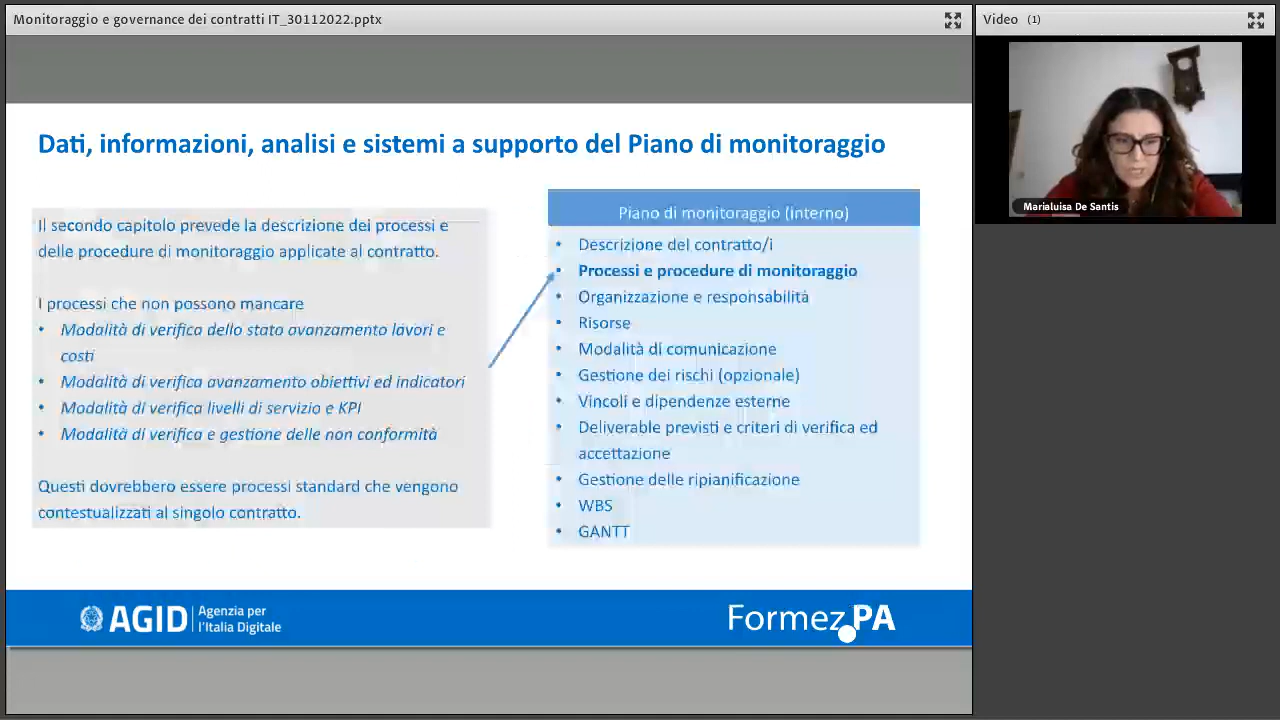 Monitoraggio e governance dei contratti IT_30112022.pptx
Video (1)
Marialuisa De Santis
Dati, informazioni, analisi e sistemi a supporto del Piano di monitoraggio
Il secondo capitolo prevede la descrizione dei processi e
delle procedure di monitoraggio applicate al contratto.
I processi che non possono mancare
• Modalità di verifica dello stato avanzamento lavori e
costi
• Modalità di verifica avanzamento obiettivi ed indicatori
• Modalità di verifica livelli di servizio e KPI
• Modalità di verifica e gestione delle non conformità
Questi dovrebbero essere processi standard che vengono
contestualizzati al singolo contratto.
Piano di monitoraggio (interno)
• Descrizione del contratto/i
• Processi e procedure di monitoraggio
• Organizzazione e responsabilità
• Risorse
• Modalità di comunicazione
• Gestione dei rischi (opzionale)
• Vincoli e dipendenze esterne
• Deliverable previsti e criteri di verifica ed
accettazione
• Gestione delle ripianificazione
• WBS
• GANTT
AGID
Agenzia per
l'Italia Digitale
Formez PA